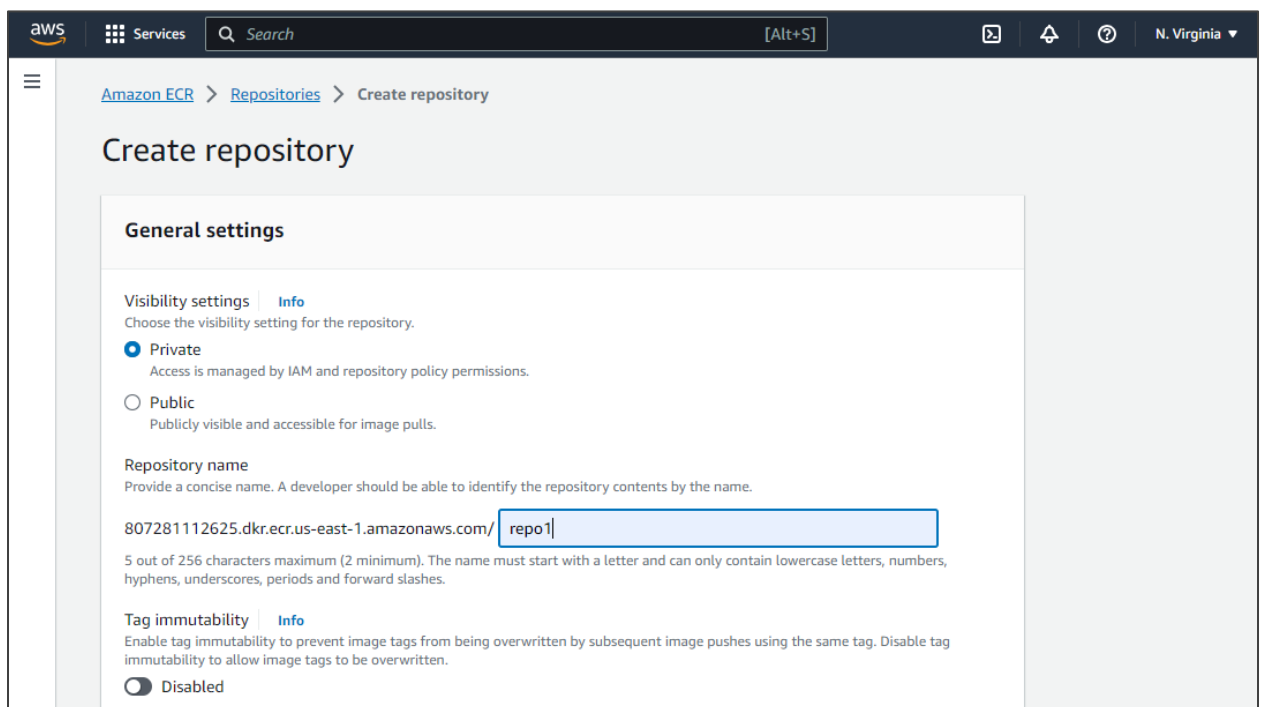 aws Services Search [Alt+S] N. Virginia
Amazon ECR > Repositories > Create repository
Create repository
General settings
Visibility settings Info
Choose the visibility setting for the repository.
Private
Access is managed by IAM and repository policy permissions.
Public
Publicly visible and accessible for image pulls.
Repository name
Provide a concise name. A developer should be able to identify the repository contents by the name.
807281112625.dkr.ecr.us-east-1.amazonaws.com/ repo1
5 out of 256 characters maximum (2 minimum). The name must start with a letter and can only contain lowercase letters, numbers,
hyphens, underscores, periods and forward slashes.
Tag immutability Info
Enable tag immutability to prevent image tags from being overwritten by subsequent image pushes using the same tag. Disable tag
immutability to allow image tags to be overwritten.
Disabled